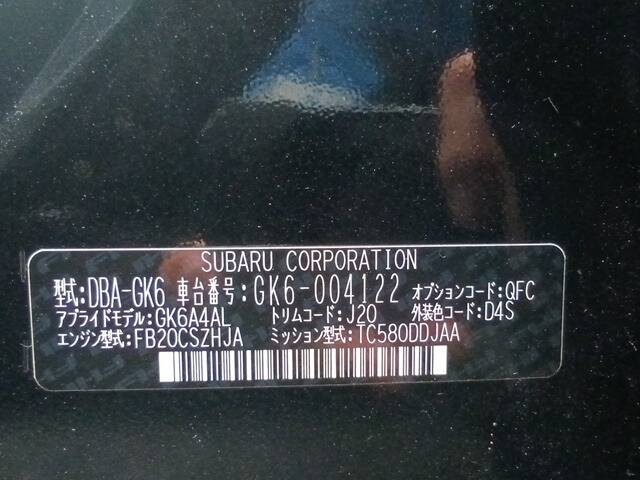 SUBARU CORPORATION
型式:DBA-GK6 車台番号:GK6-004122 オプションコード:QFC
アプライドモデル:GK6A4AL トリムコード:J20 外装色コード:D4S
エンジン型式:FB20CSZHJA ミッション型式:TC580DDJAA